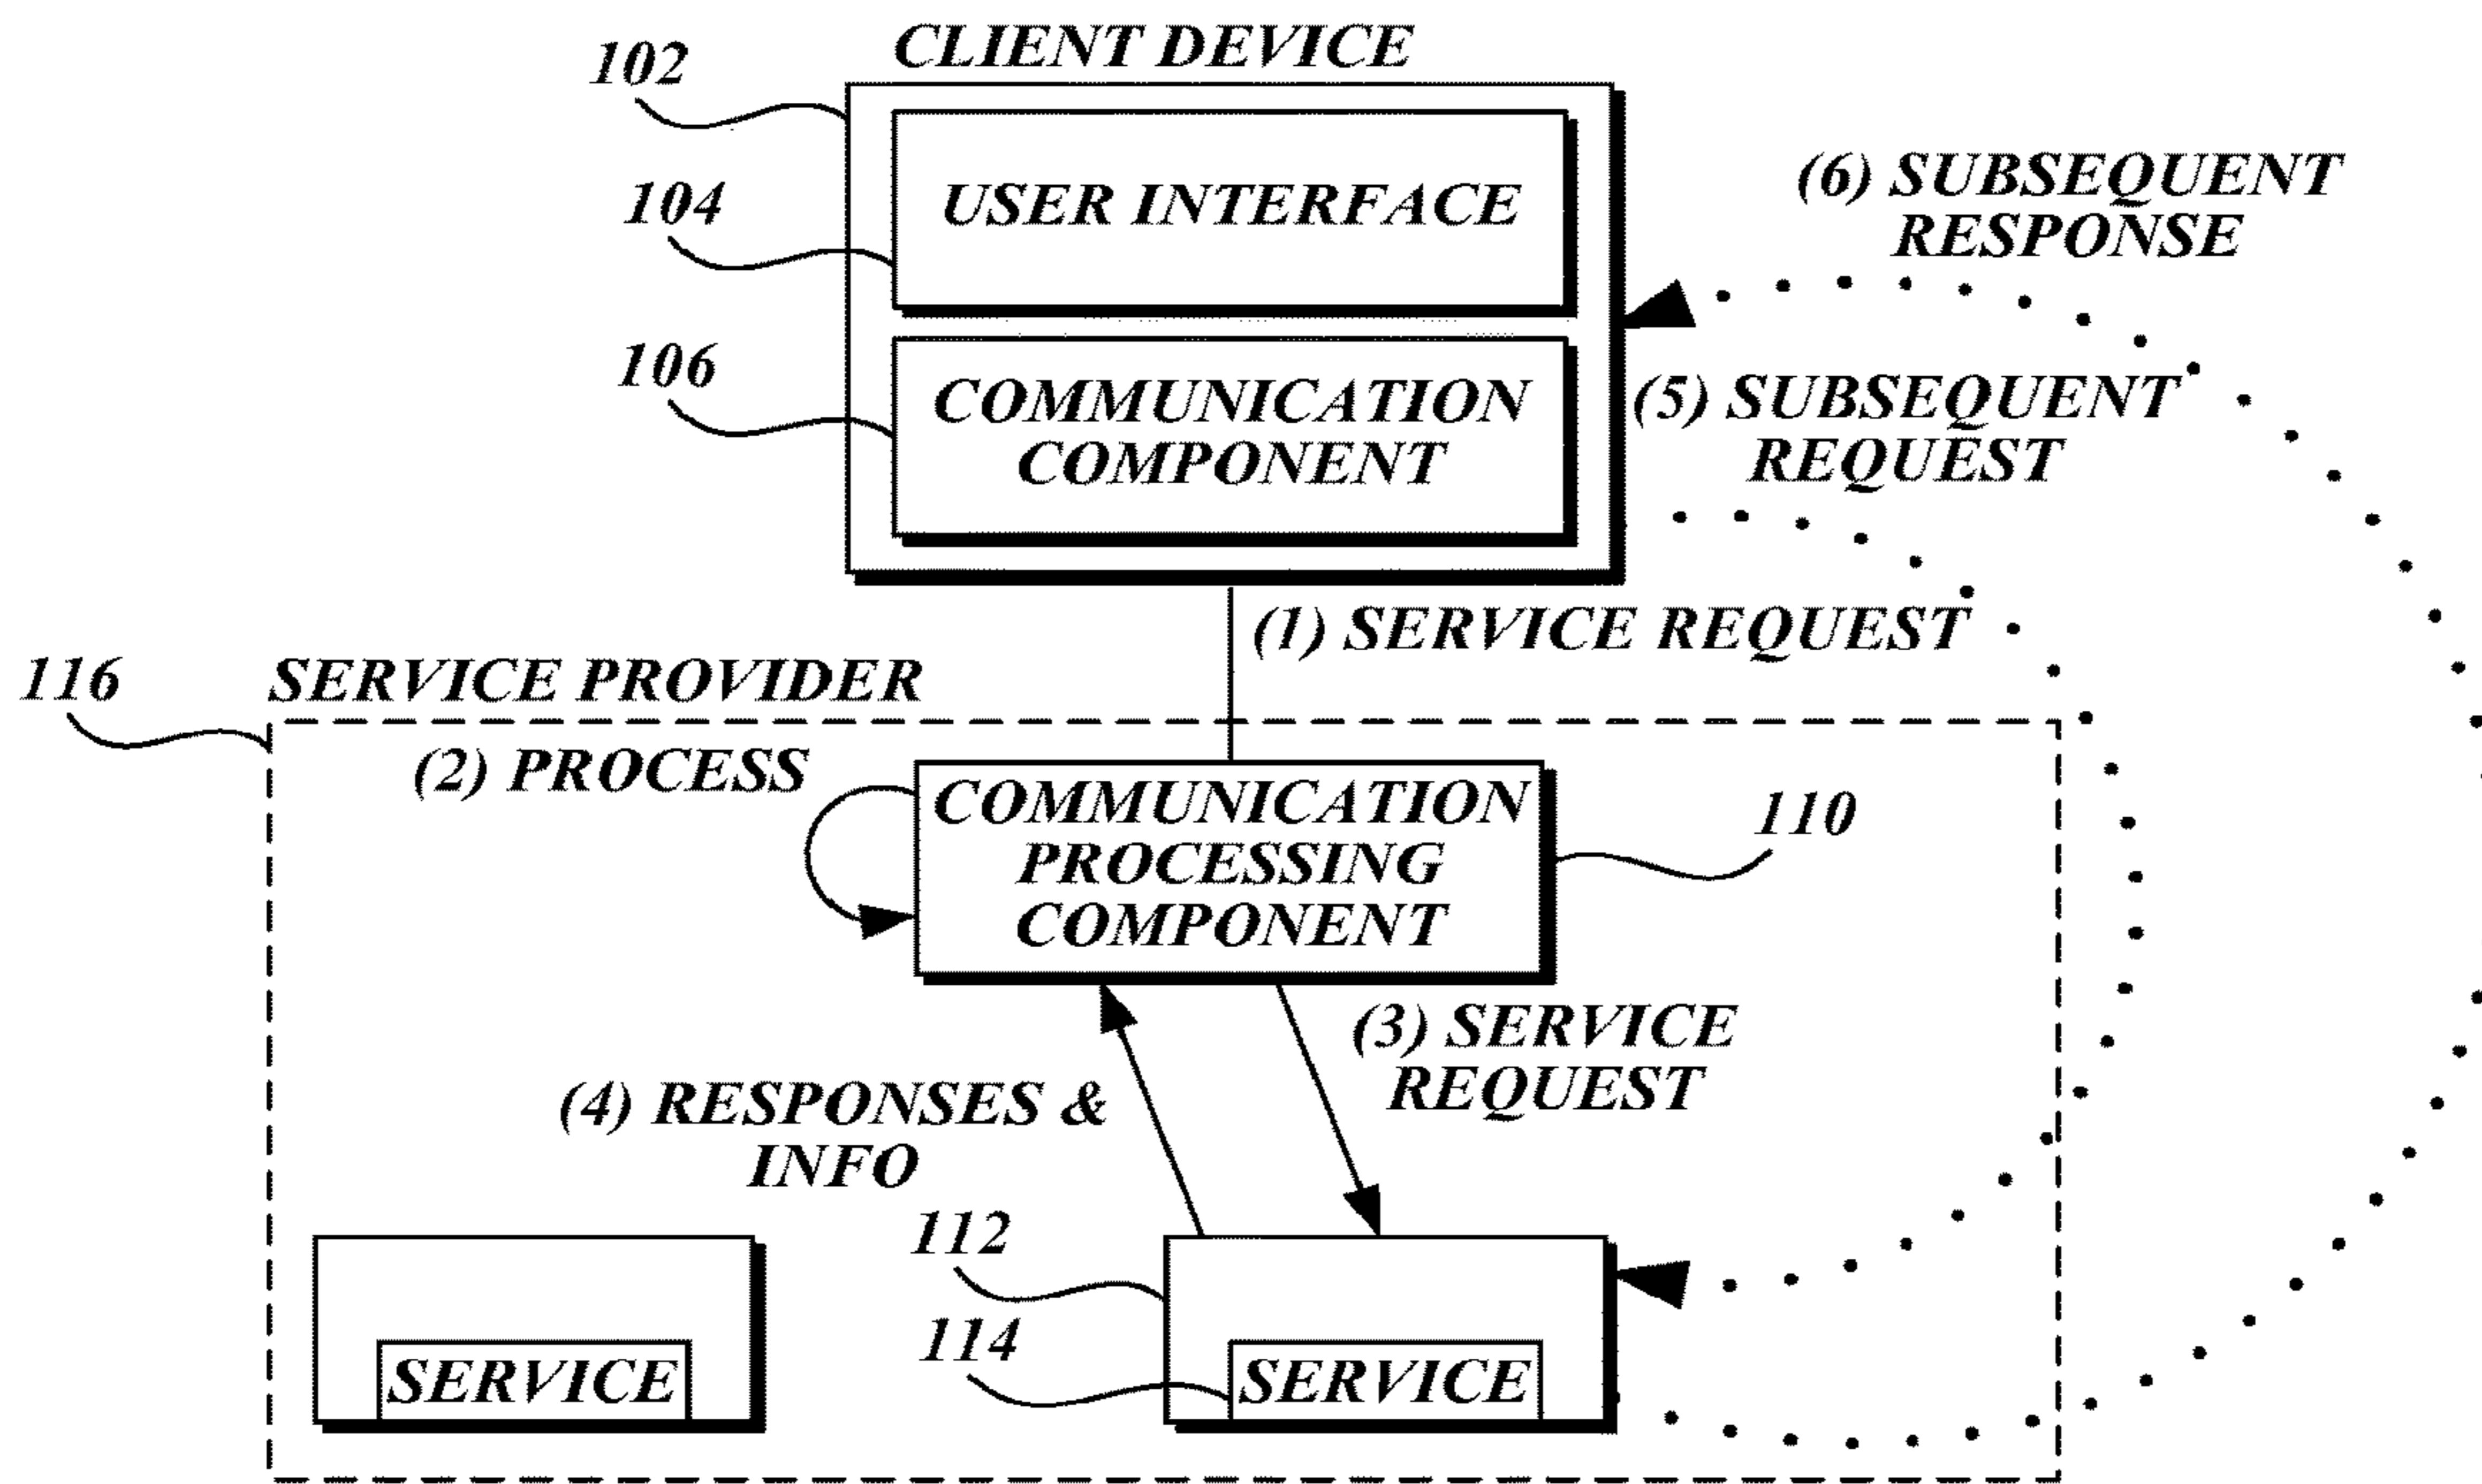 102
CLIENT DEVICE
104
USER INTERFACE
(6) SUBSEQUENT
RESPONSE
106
COMMUNICATION
COMPONENT
(5) SUBSEQUENT
REQUEST
(1) SERVICE REQUEST
116
SERVICE PROVIDER
(2) PROCESS
COMMUNICATION
PROCESSING
COMPONENT
110
(3) SERVICE
REQUEST
(4) RESPONSES &
INFO
112
114
SERVICE
SERVICE